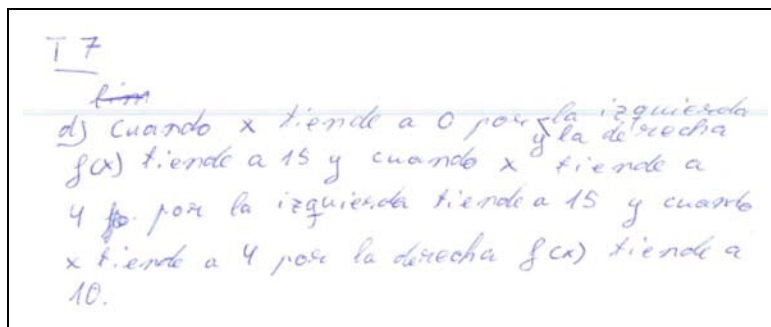 T 7
lim
d) Cuando x tiende a 0 por la izquierda
y la derecha
f(x) tiende a 15 y cuando x tiende a
4 por la izquierda tiende a 15 y cuando
x tiende a 4 por la derecha f(x) tiende a
10.